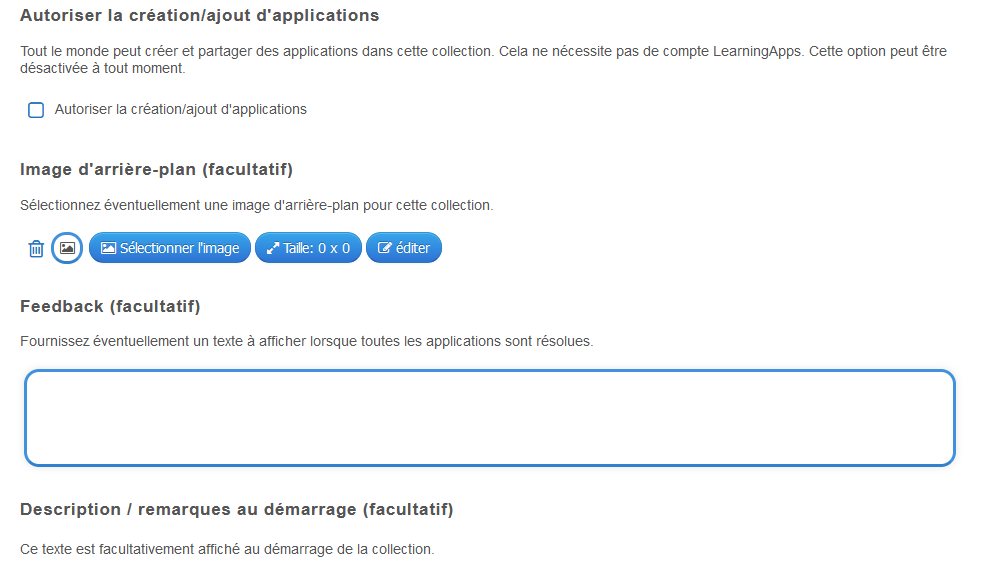 Autoriser la création/ajout d'applications
Tout le monde peut créer et partager des applications dans cette collection. Cela ne nécessite pas de compte LearningApps. Cette option peut être
désactivée à tout moment.
Autoriser la création/ajout d'applications
Image d'arrière-plan (facultatif)
Sélectionnez éventuellement une image d'arrière-plan pour cette collection.
Sélectionner l'image Taille: 0 x 0 éditer
Feedback (facultatif)
Fournissez éventuellement un texte à afficher lorsque toutes les applications sont résolues.
Description / remarques au démarrage (facultatif)
Ce texte est facultativement affiché au démarrage de la collection.